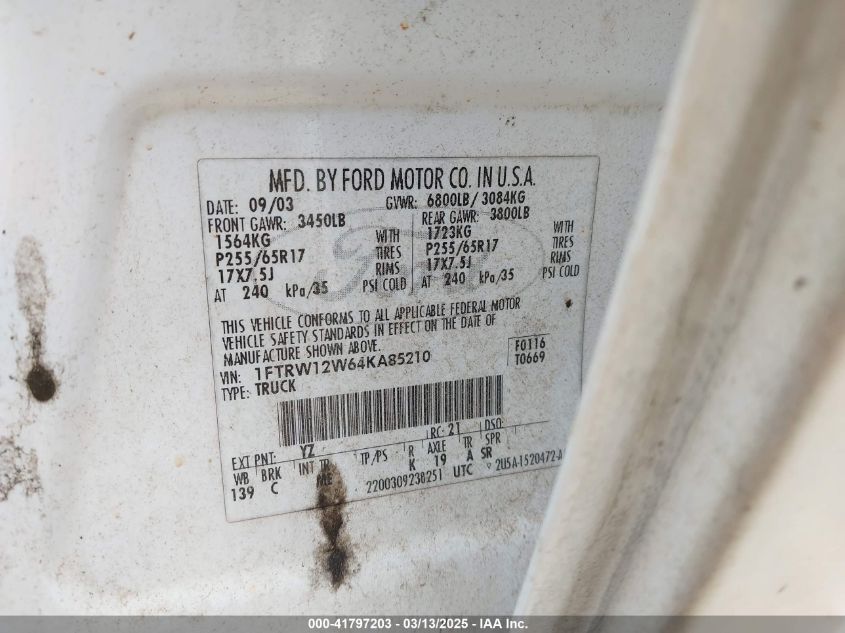 MFD. BY FORD MOTOR CO. IN U.S.A.
DATE: 09/03 GVWR: 6800LB/ 3084KG
FRONT GAWR: 3450LB REAR GAWR: 3800LB
1564KG WITH 1723KG WITH
P255/65R17 TIRES P255/65R17 TIRES
17X7.5J RIMS 17X7.5J RIMS
AT 240 kPa/35 PSI COLD AT 240 kPa/35 PSI COLD
THIS VEHICLE CONFORMS TO ALL APPLICABLE FEDERAL MOTOR
VEHICLE SAFETY STANDARDS IN EFFECT ON THE DATE OF
MANUFACTURE SHOWN ABOVE.
F0116
T0669
VIN: 1FTRW12W64KA85210
TYPE: TRUCK
EXT PNT: YZ RC: 21 DSO:
WB BRK INT TR TP/PS R AXLE TR SPR
139 C ME K 19 A SR
2200309238251 UTC 2U5A-1520472-A
000-41797203 - 03/13/2025 - IAA Inc.